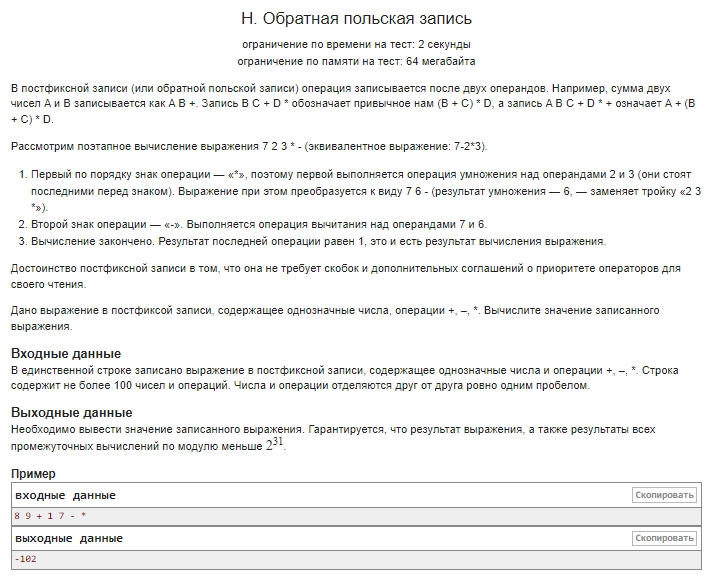 H. Обратная польская запись
ограничение по времени на тест: 2 секунды
ограничение по памяти на тест: 64 мегабайта
В постфиксной записи (или обратной польской записи) операция записывается после двух операндов. Например, сумма двух
чисел A и B записывается как A B +. Запись B C + D * обозначает привычное нам (B + C) * D, а запись A B C + D * + означает A + (B
+ C) * D.
Рассмотрим поэтапное вычисление выражения 7 2 3 * - (эквивалентное выражение: 7-2*3).
1. Первый по порядку знак операции — «*», поэтому первой выполняется операция умножения над операндами 2 и 3 (они стоят
последними перед знаком). Выражение при этом преобразуется к виду 7 6 - (результат умножения — 6, — заменяет тройку «2 3
*»).
2. Второй знак операции — «-». Выполняется операция вычитания над операндами 7 и 6.
3. Вычисление закончено. Результат последней операции равен 1, это и есть результат вычисления выражения.
Достоинство постфиксной записи в том, что она не требует скобок и дополнительных соглашений о приоритете операторов для
своего чтения.
Дано выражение в постфиксой записи, содержащее однозначные числа, операции +, –, *. Вычислите значение записанного
выражения.
Входные данные
В единственной строке записано выражение в постфиксной записи, содержащее однозначные числа и операции +, –, *. Строка
содержит не более 100 чисел и операций. Числа и операции отделяются друг от друга ровно одним пробелом.
Выходные данные
Необходимо вывести значение записанного выражения. Гарантируется, что результат выражения, а также результаты всех
промежуточных вычислений по модулю меньше 2^31.
Пример
входные данные Скопировать
8 9 + 1 7 - *
выходные данные Скопировать
-102